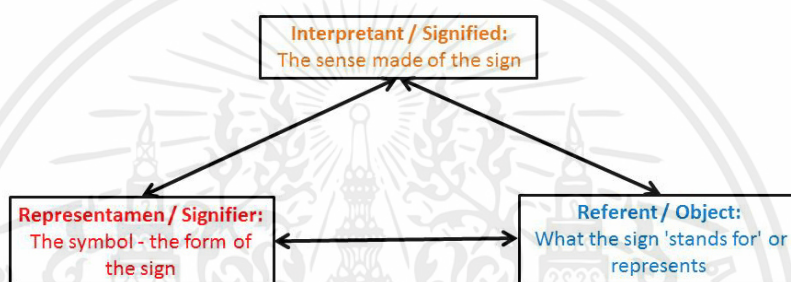 Interpretant / Signified:
The sense made of the sign
Representamen / Signifier:
The symbol - the form of
the sign
Referent / Object:
What the sign 'stands for' or
represents